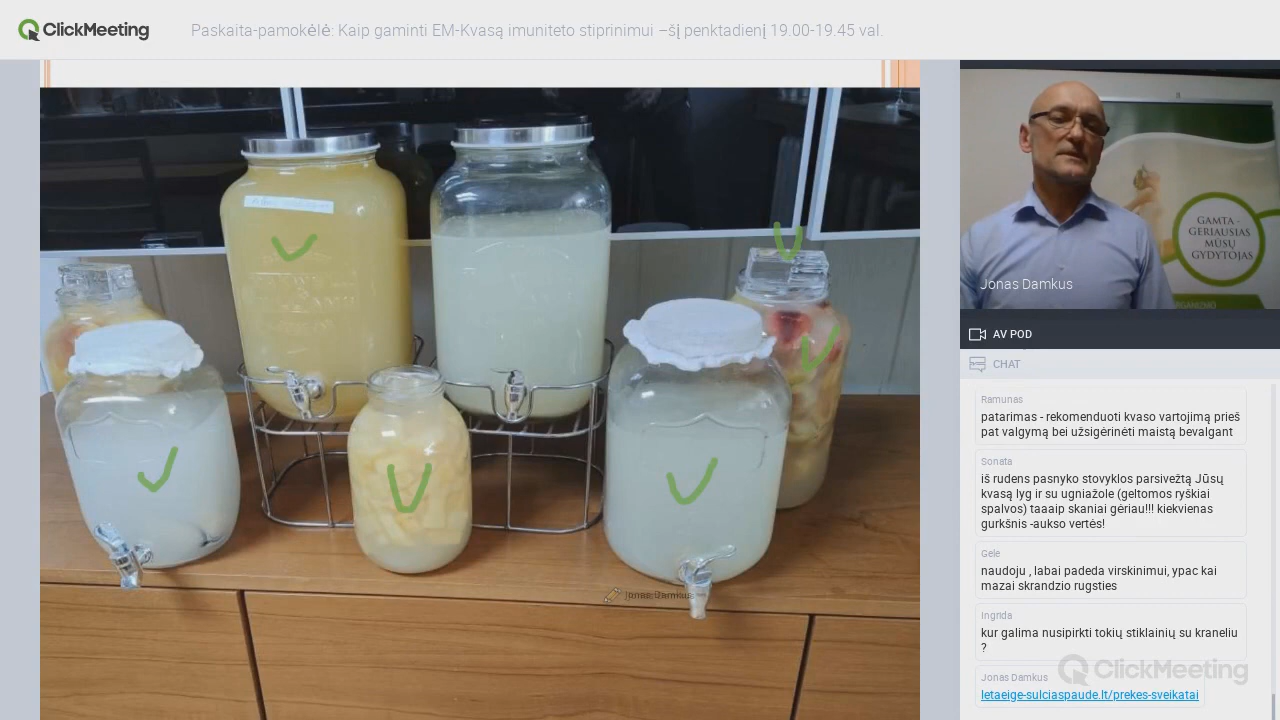 ClickMeeting
Paskaita-pamokėlė: Kaip gaminti EM-Kvasą imuniteto stiprinimui –šį penktadienį 19.00-19.45 val.
GAMTA -
GERIAUSIAS
MŪSŲ
GYDYTOJAS
Jonas Damkus
AV POD
CHAT
Ramunas
patarimas - rekomenduoti kvaso vartojimą prieš
pat valgymą bei užsigėrinėti maistą bevalgant
Sonata
iš rudens pasnyko stovyklos parsivežtą Jūsų
kvasą lyg ir su ugniažole (geltomos ryškiai
spalvos) taaaip skaniai gėriau!!! kiekvienas
gurkšnis -aukso vertės!
Gele
naudoju , labai padeda virskinimui, ypac kai
mazai skrandzio rugsties
Ingrida
kur galima nusipirkti tokių stiklainių su kraneliu
?
Jonas Damkus
letaeige-sulciaspaude.lt/prekes-sveikatai
ClickMeeting
Jonas Damkus